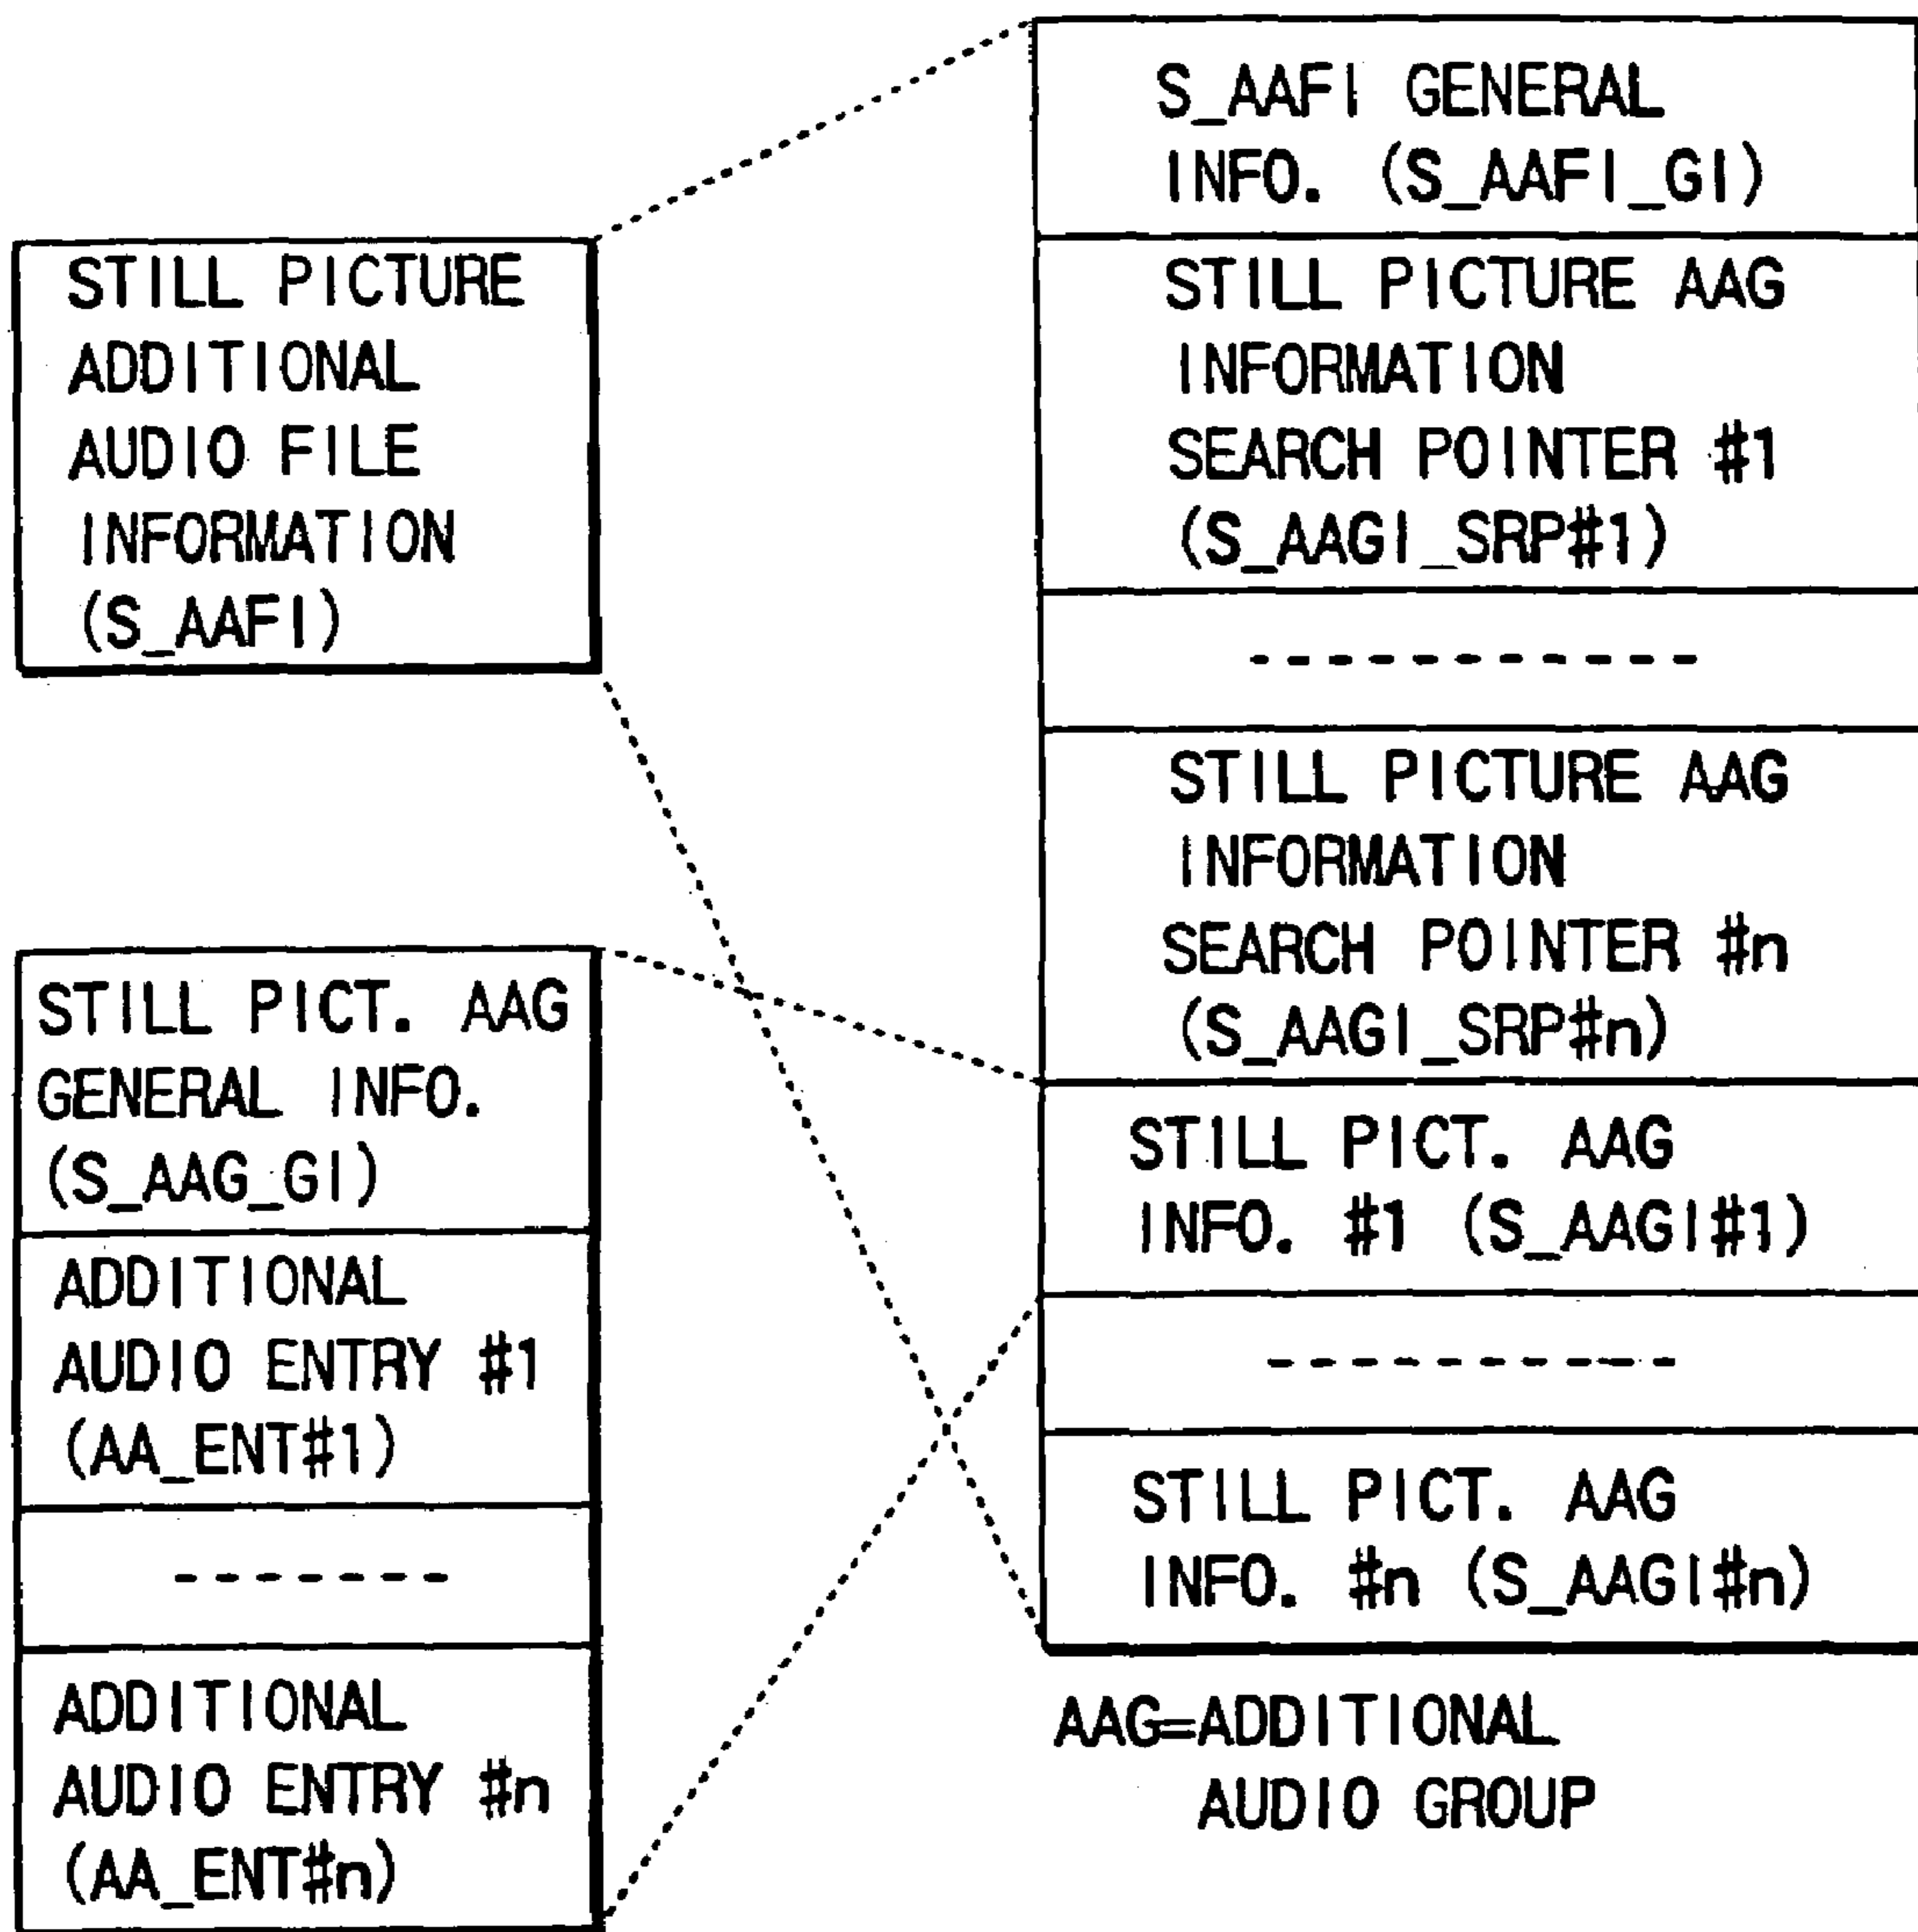 STILL PICTURE
ADDITIONAL
AUDIO FILE
INFORMATION
(S_AAFI)
S_AAFI GENERAL
INFO. (S_AAFI_GI)
STILL PICTURE AAG
INFORMATION
SEARCH POINTER #1
(S_AAGI_SRP#1)
-----------
STILL PICTURE AAG
INFORMATION
SEARCH POINTER #n
(S_AAGI_SRP#n)
STILL PICT. AAG
INFO. #1 (S_AAGI#1)
----------
STILL PICT. AAG
INFO. #n (S_AAGI#n)
STILL PICT. AAG
GENERAL INFO.
(S_AAG_GI)
ADDITIONAL
AUDIO ENTRY #1
(AA_ENT#1)
-------
ADDITIONAL
AUDIO ENTRY #n
(AA_ENT#n)
AAG=ADDITIONAL
AUDIO GROUP